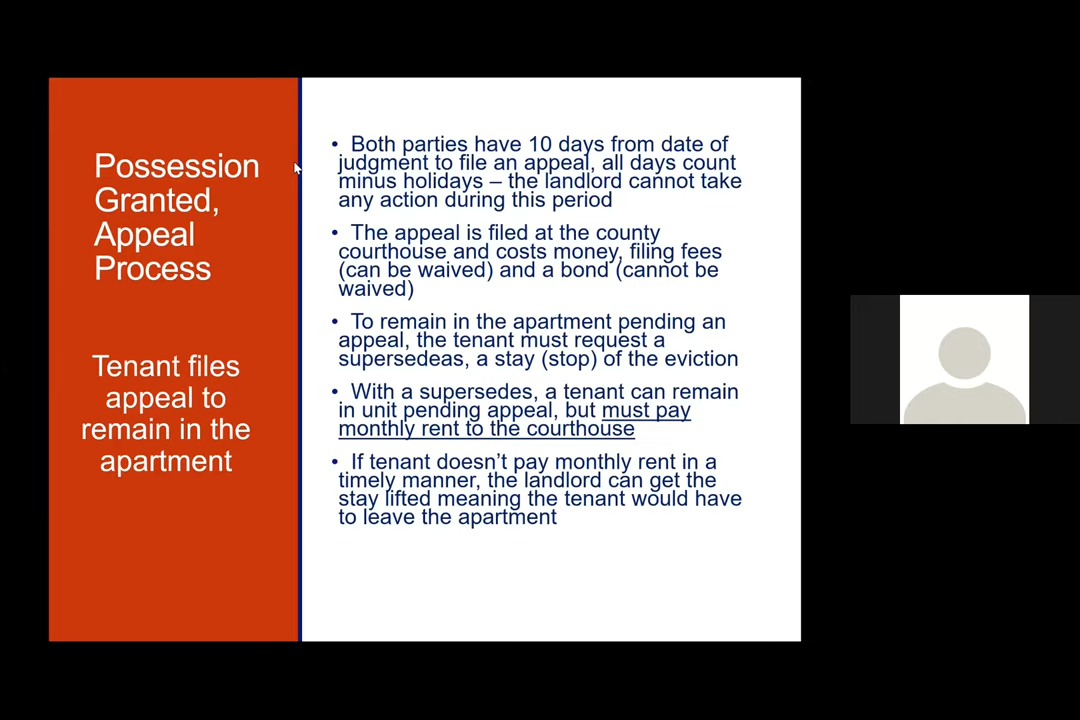 Possession
Granted,
Appeal
Process
Tenant files
appeal to
remain in the
apartment
• Both parties have 10 days from date of
judgment to file an appeal, all days count
minus holidays – the landlord cannot take
any action during this period
• The appeal is filed at the county
courthouse and costs money, filing fees
(can be waived) and a bond (cannot be
waived)
• To remain in the apartment pending an
appeal, the tenant must request a
supersedeas, a stay (stop) of the eviction
• With a supersedes, a tenant can remain
in unit pending appeal, but must pay
monthly rent to the courthouse
• If tenant doesn’t pay monthly rent in a
timely manner, the landlord can get the
stay lifted meaning the tenant would have
to leave the apartment